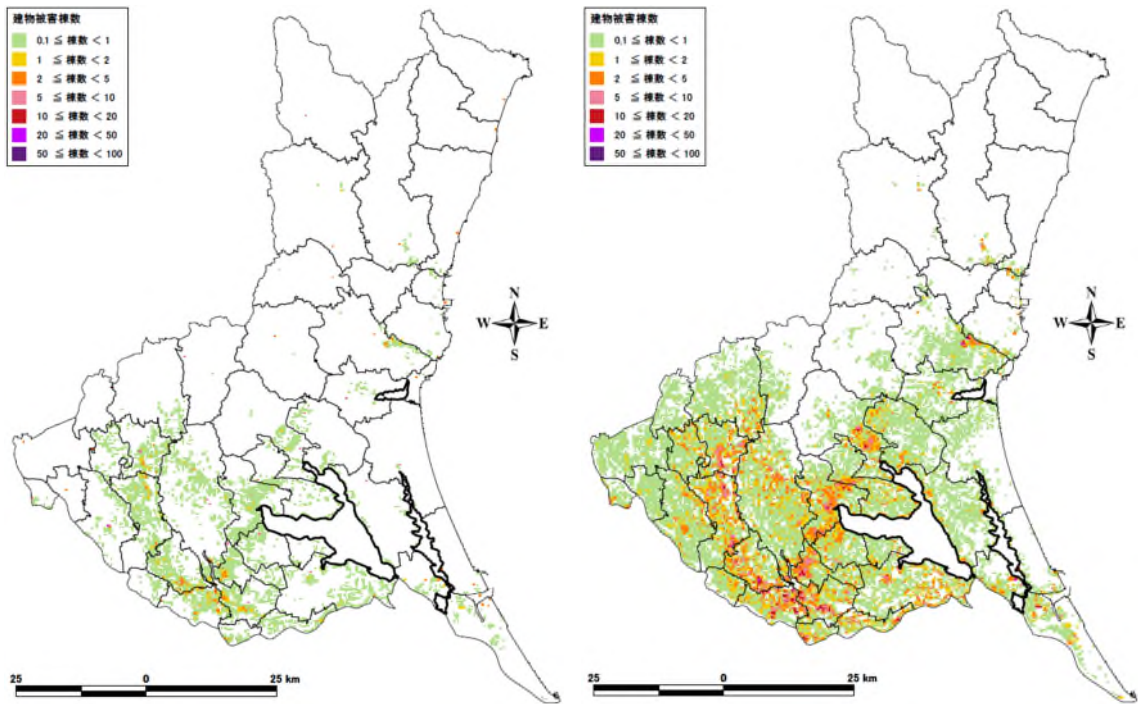 建物被害棟数
0.1 ≦ 棟数 < 1
1 ≦ 棟数 < 2
2 ≦ 棟数 < 5
5 ≦ 棟数 < 10
10 ≦ 棟数 < 20
20 ≦ 棟数 < 50
50 ≦ 棟数 < 100
N
W E
S
25 0 25 km
建物被害棟数
0.1 ≦ 棟数 < 1
1 ≦ 棟数 < 2
2 ≦ 棟数 < 5
5 ≦ 棟数 < 10
10 ≦ 棟数 < 20
20 ≦ 棟数 < 50
50 ≦ 棟数 < 100
N
W E
S
25 0 25 km